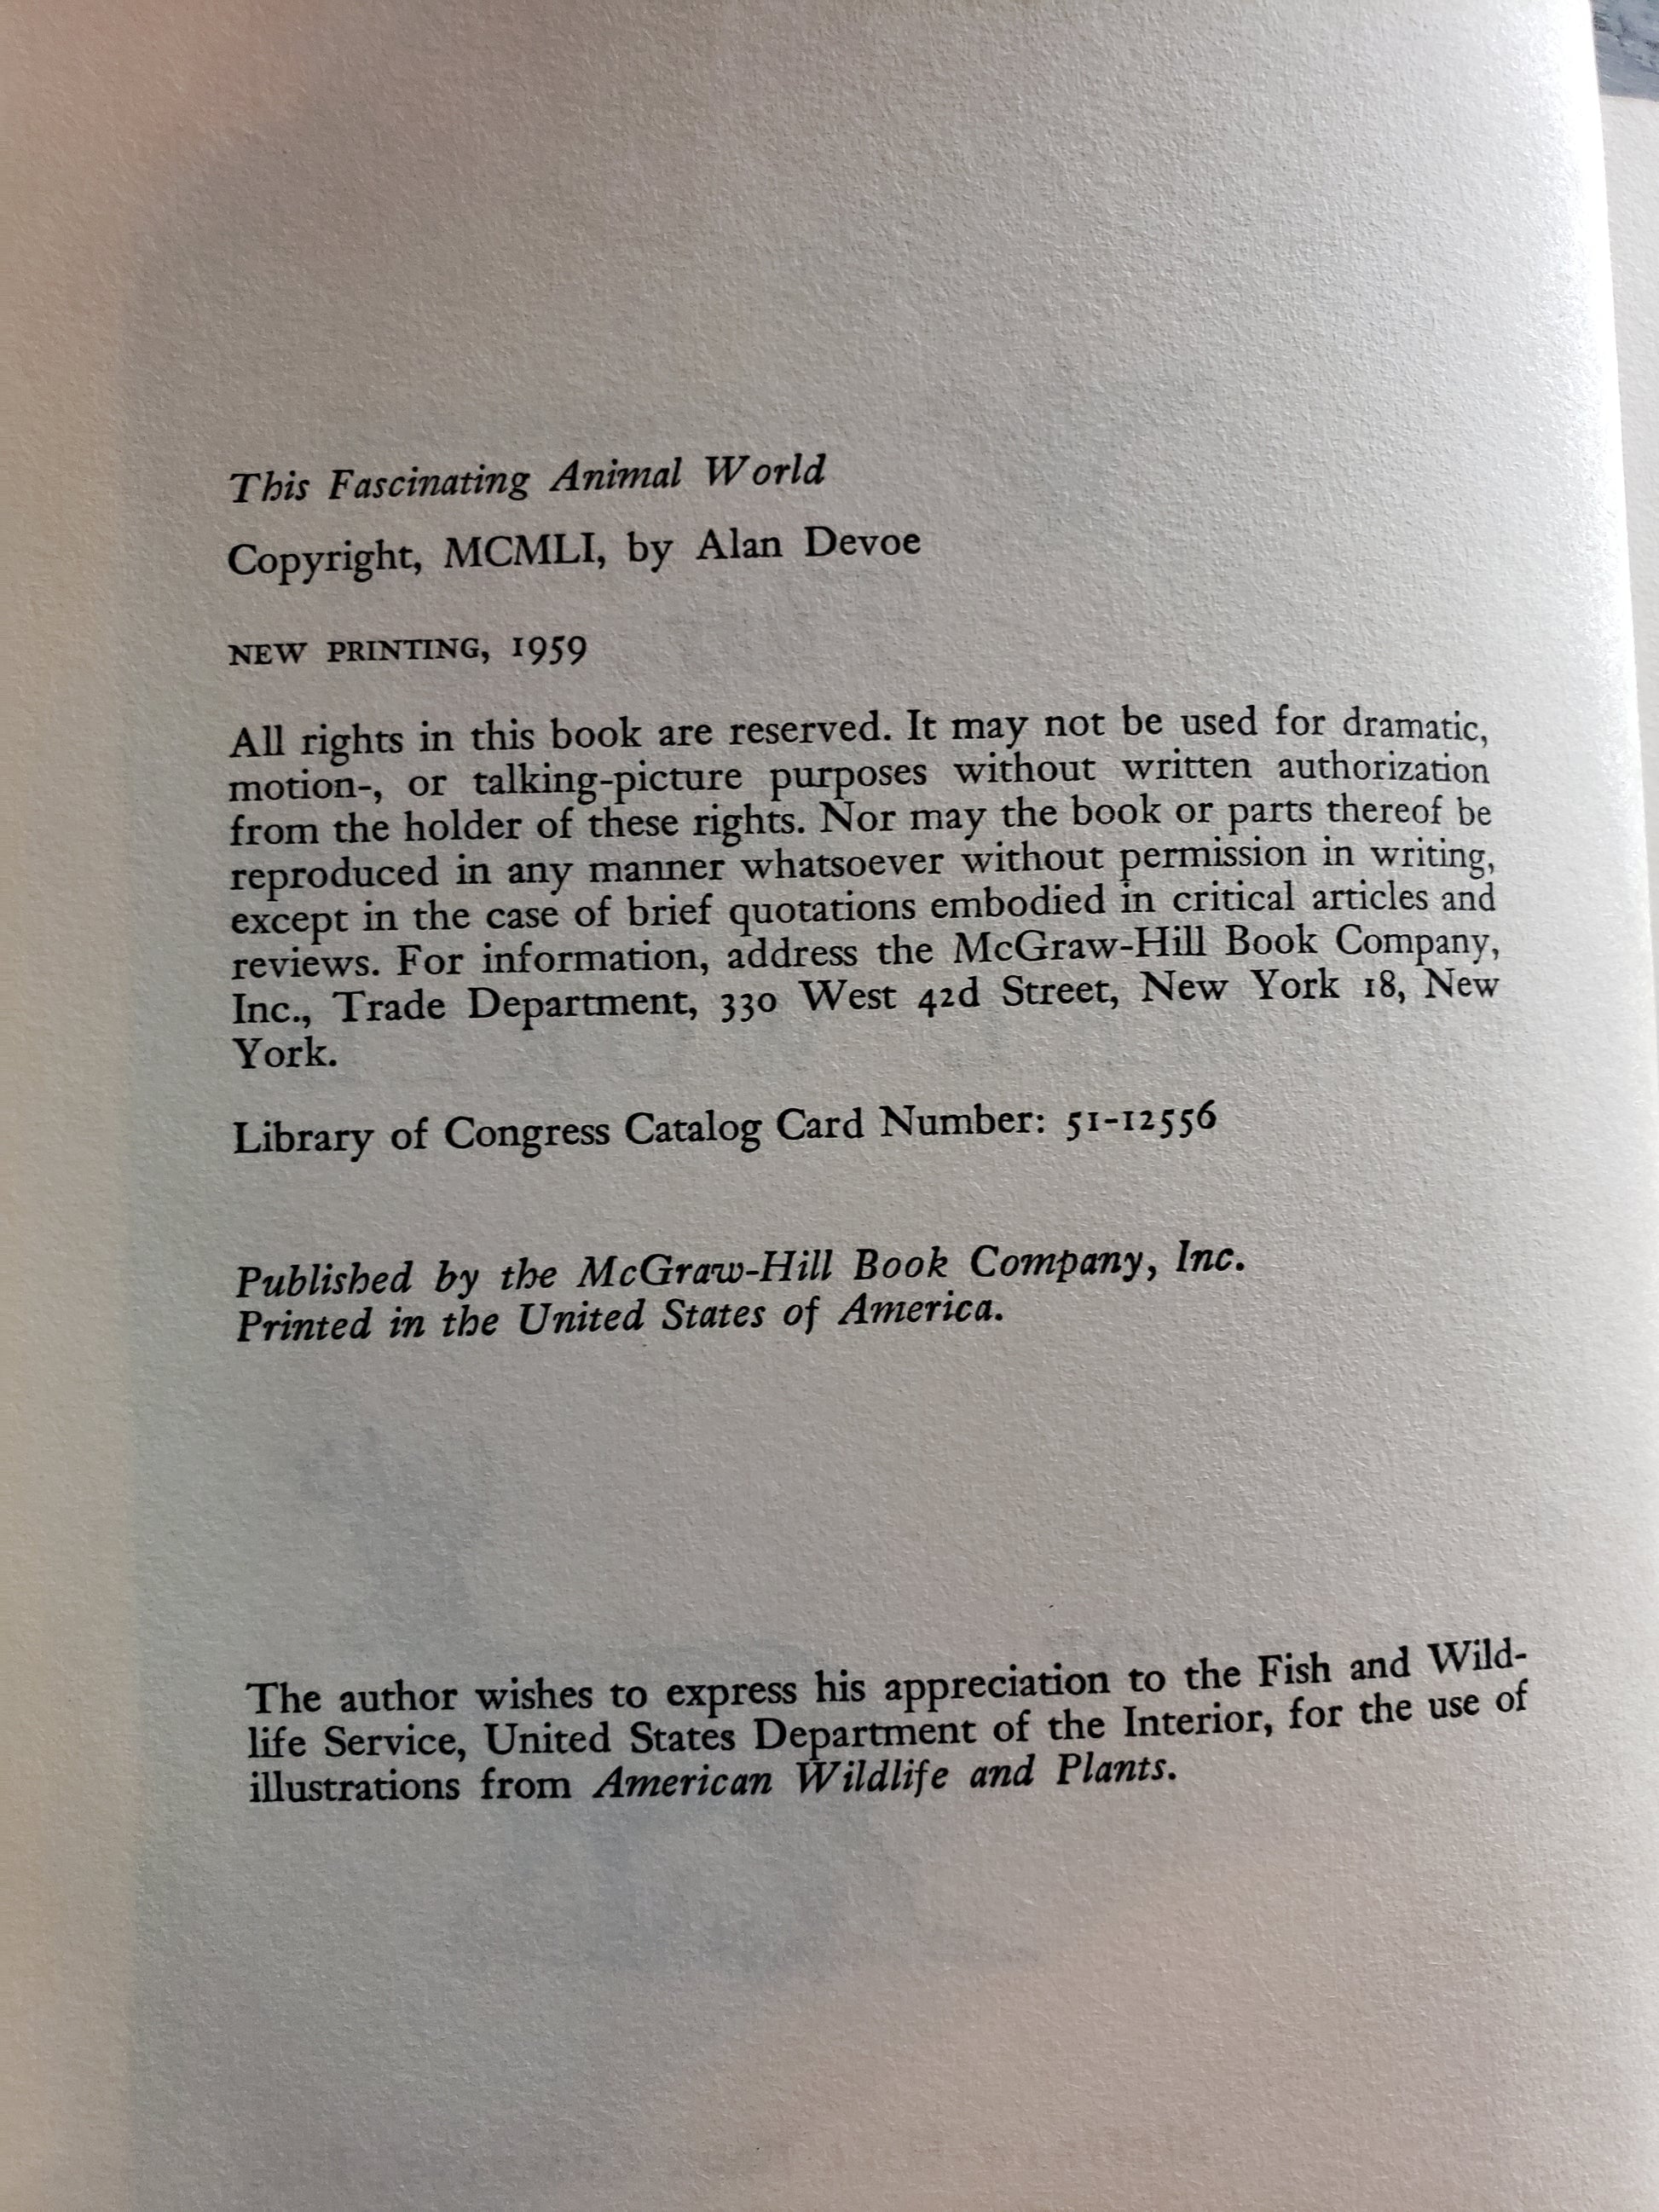 This Fascinating Animal World
Copyright, MCMLI, by Alan Devoe
NEW PRINTING, 1959
All rights in this book are reserved. It may not be used for dramatic,
motion-, or talking-picture purposes without written authorization
from the holder of these rights. Nor may the book or parts thereof be
reproduced in any manner whatsoever without permission in writing,
except in the case of brief quotations embodied in critical articles and
reviews. For information, address the McGraw-Hill Book Company,
Inc., Trade Department, 330 West 42d Street, New York 18, New
York.
Library of Congress Catalog Card Number: 51-12556
Published by the McGraw-Hill Book Company, Inc.
Printed in the United States of America.
The author wishes to express his appreciation to the Fish and Wild-
life Service, United States Department of the Interior, for the use of
illustrations from American Wildlife and Plants.